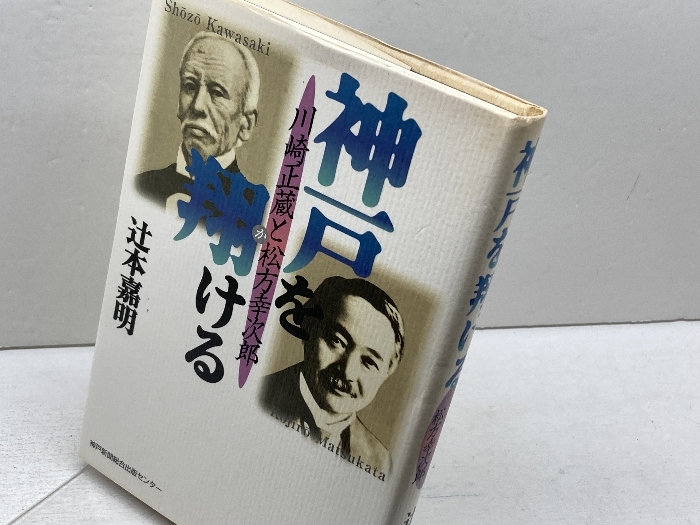 Shōzō Kawasaki
神戸を
翔ける
か
川崎正蔵と松方幸次郎
辻本嘉明
Kojirō Matsukata
神戸新聞総合出版センター
神戸を翔ける